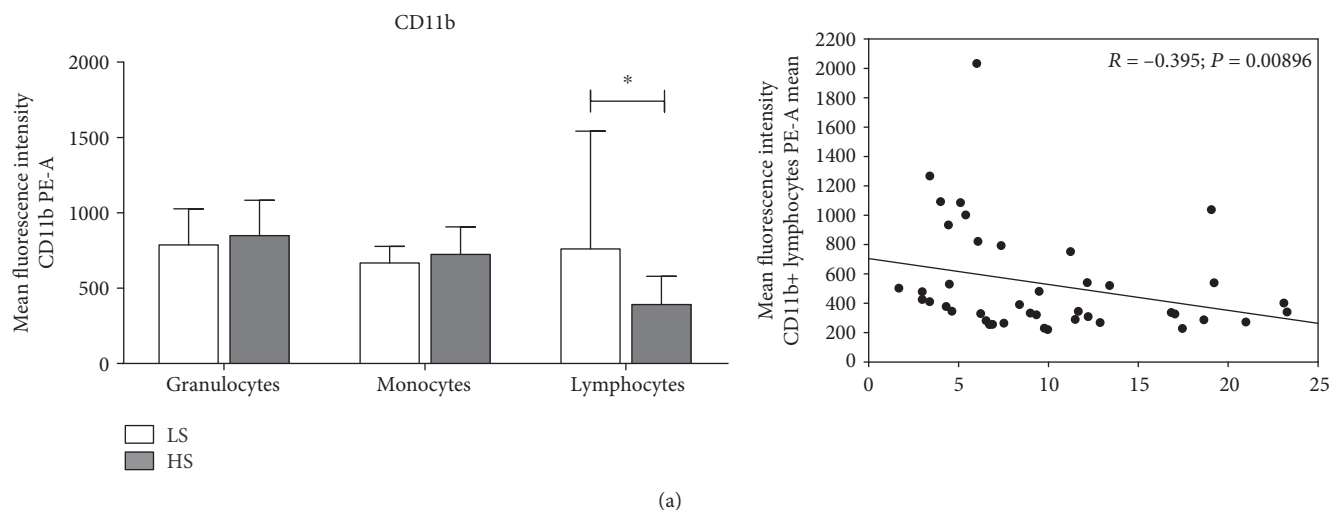 CD11b
Mean fluorescence intensity
CD11b PE-A
2000
1500
1000
500
0
*
Granulocytes
Monocytes
Lymphocytes
LS
HS
Mean fluorescence intensity
CD11b+ lymphocytes PE-A mean
2200
2000
1800
1600
1400
1200
1000
800
600
400
200
0
R = –0.395; P = 0.00896
0 5 10 15 20 25
(a)